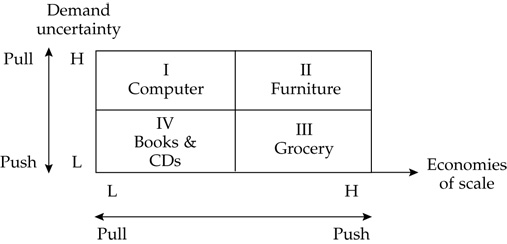 Demand
uncertainty
Pull
H
I
Computer
II
Furniture
IV
Books &
CDs
III
Grocery
Push
L
Economies
of scale
L
H
Pull
Push